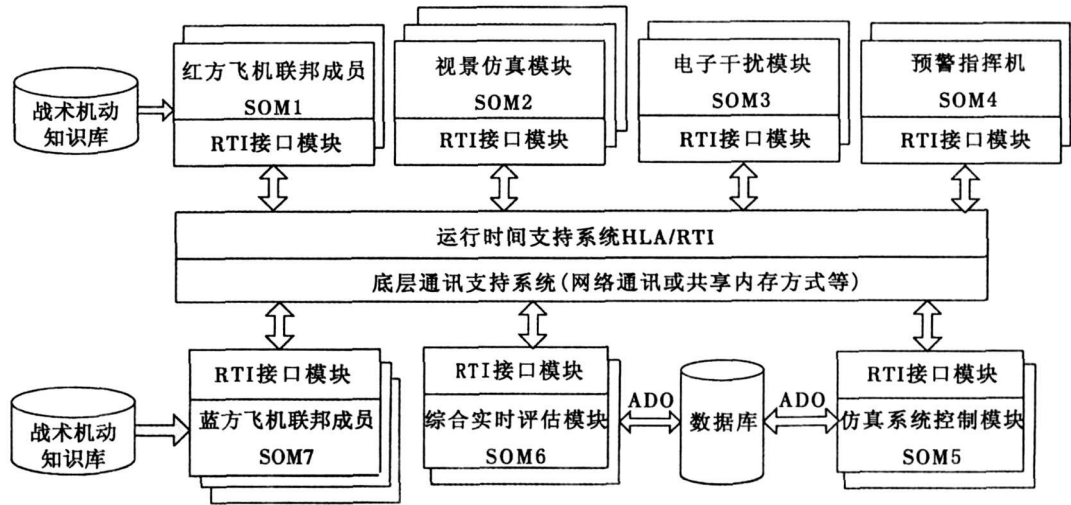 红方飞机联邦成员
SOM1
RTI接口模块
视景仿真模块
SOM2
RTI接口模块
电子干扰模块
SOM3
RTI接口模块
预警指挥机
SOM4
RTI接口模块
战术机动
知识库
运行时间支持系统HLA/RTI
底层通讯支持系统(网络通讯或共享内存方式等)
RTI接口模块
蓝方飞机联邦成员
SOM7
战术机动
知识库
RTI接口模块
综合实时评估模块
SOM6
ADO
数据库
ADO
RTI接口模块
仿真系统控制模块
SOM5